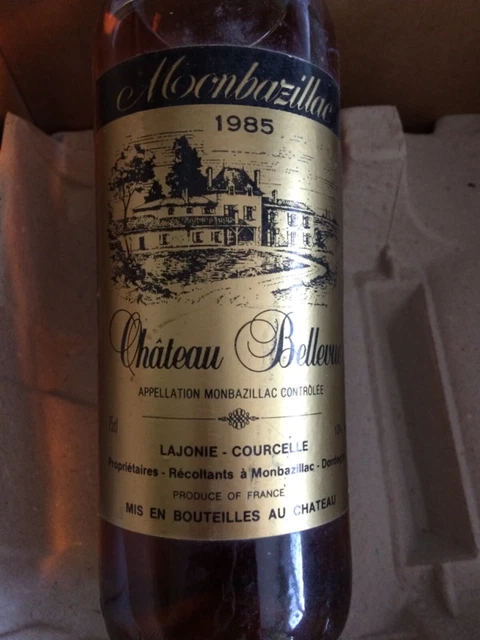 Monbazillac
1985
Château Bellevue
APPELLATION MONBAZILLAC CONTRÔLÉE
LAJONIE - COURCELLE
Propriétaires - Récoltants à Monbazillac - Dordogne
PRODUCE OF FRANCE
MIS EN BOUTEILLES AU CHATEAU